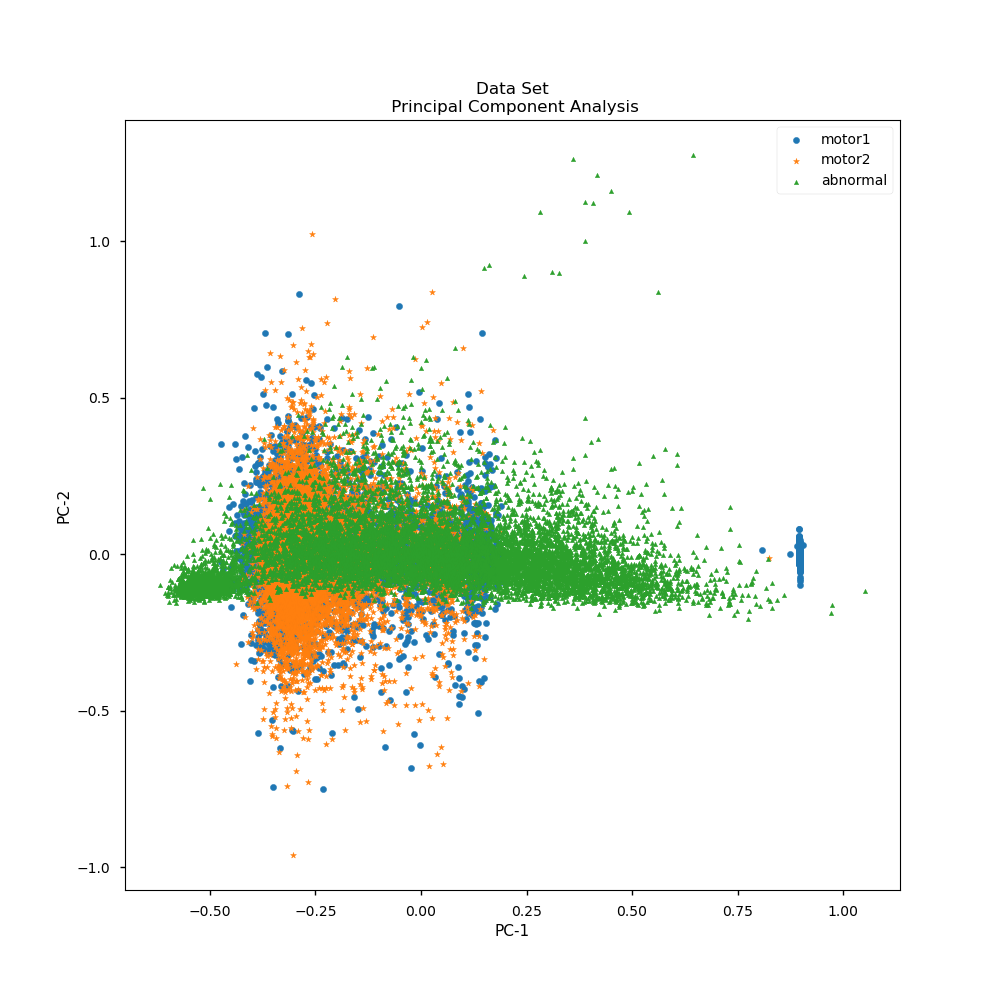 Data Set
Principal Component Analysis
motor1
motor2
abnormal
PC-2
1.0
0.5
0.0
−0.5
−1.0
−0.50
−0.25
0.00
0.25
0.50
0.75
1.00
PC-1